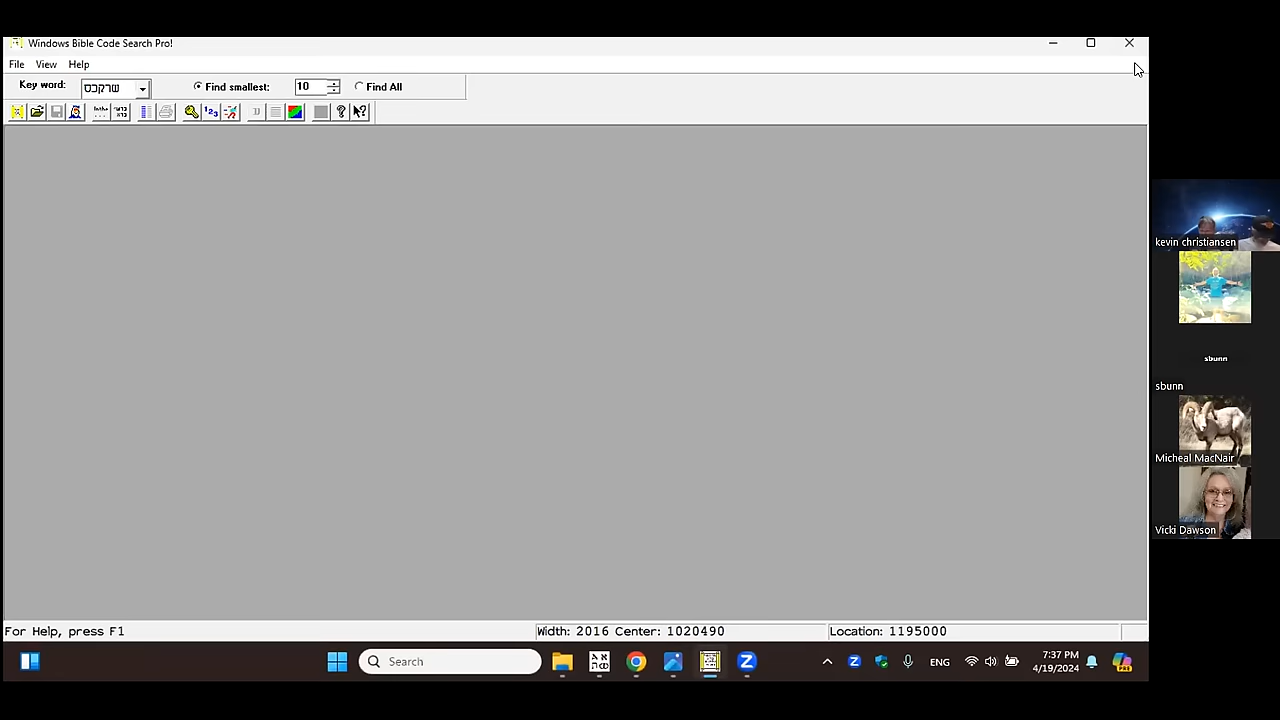 Windows Bible Code Search Pro!
File View Help
Key word: שרקכס Find smallest: 10 Find All
kevin christiansen
sbunn
sbunn
Micheal MacNair
Vicki Dawson
For Help, press F1 Width: 2016 Center: 1020490 Location: 1195000
Search ENG 7:37 PM
4/19/2024